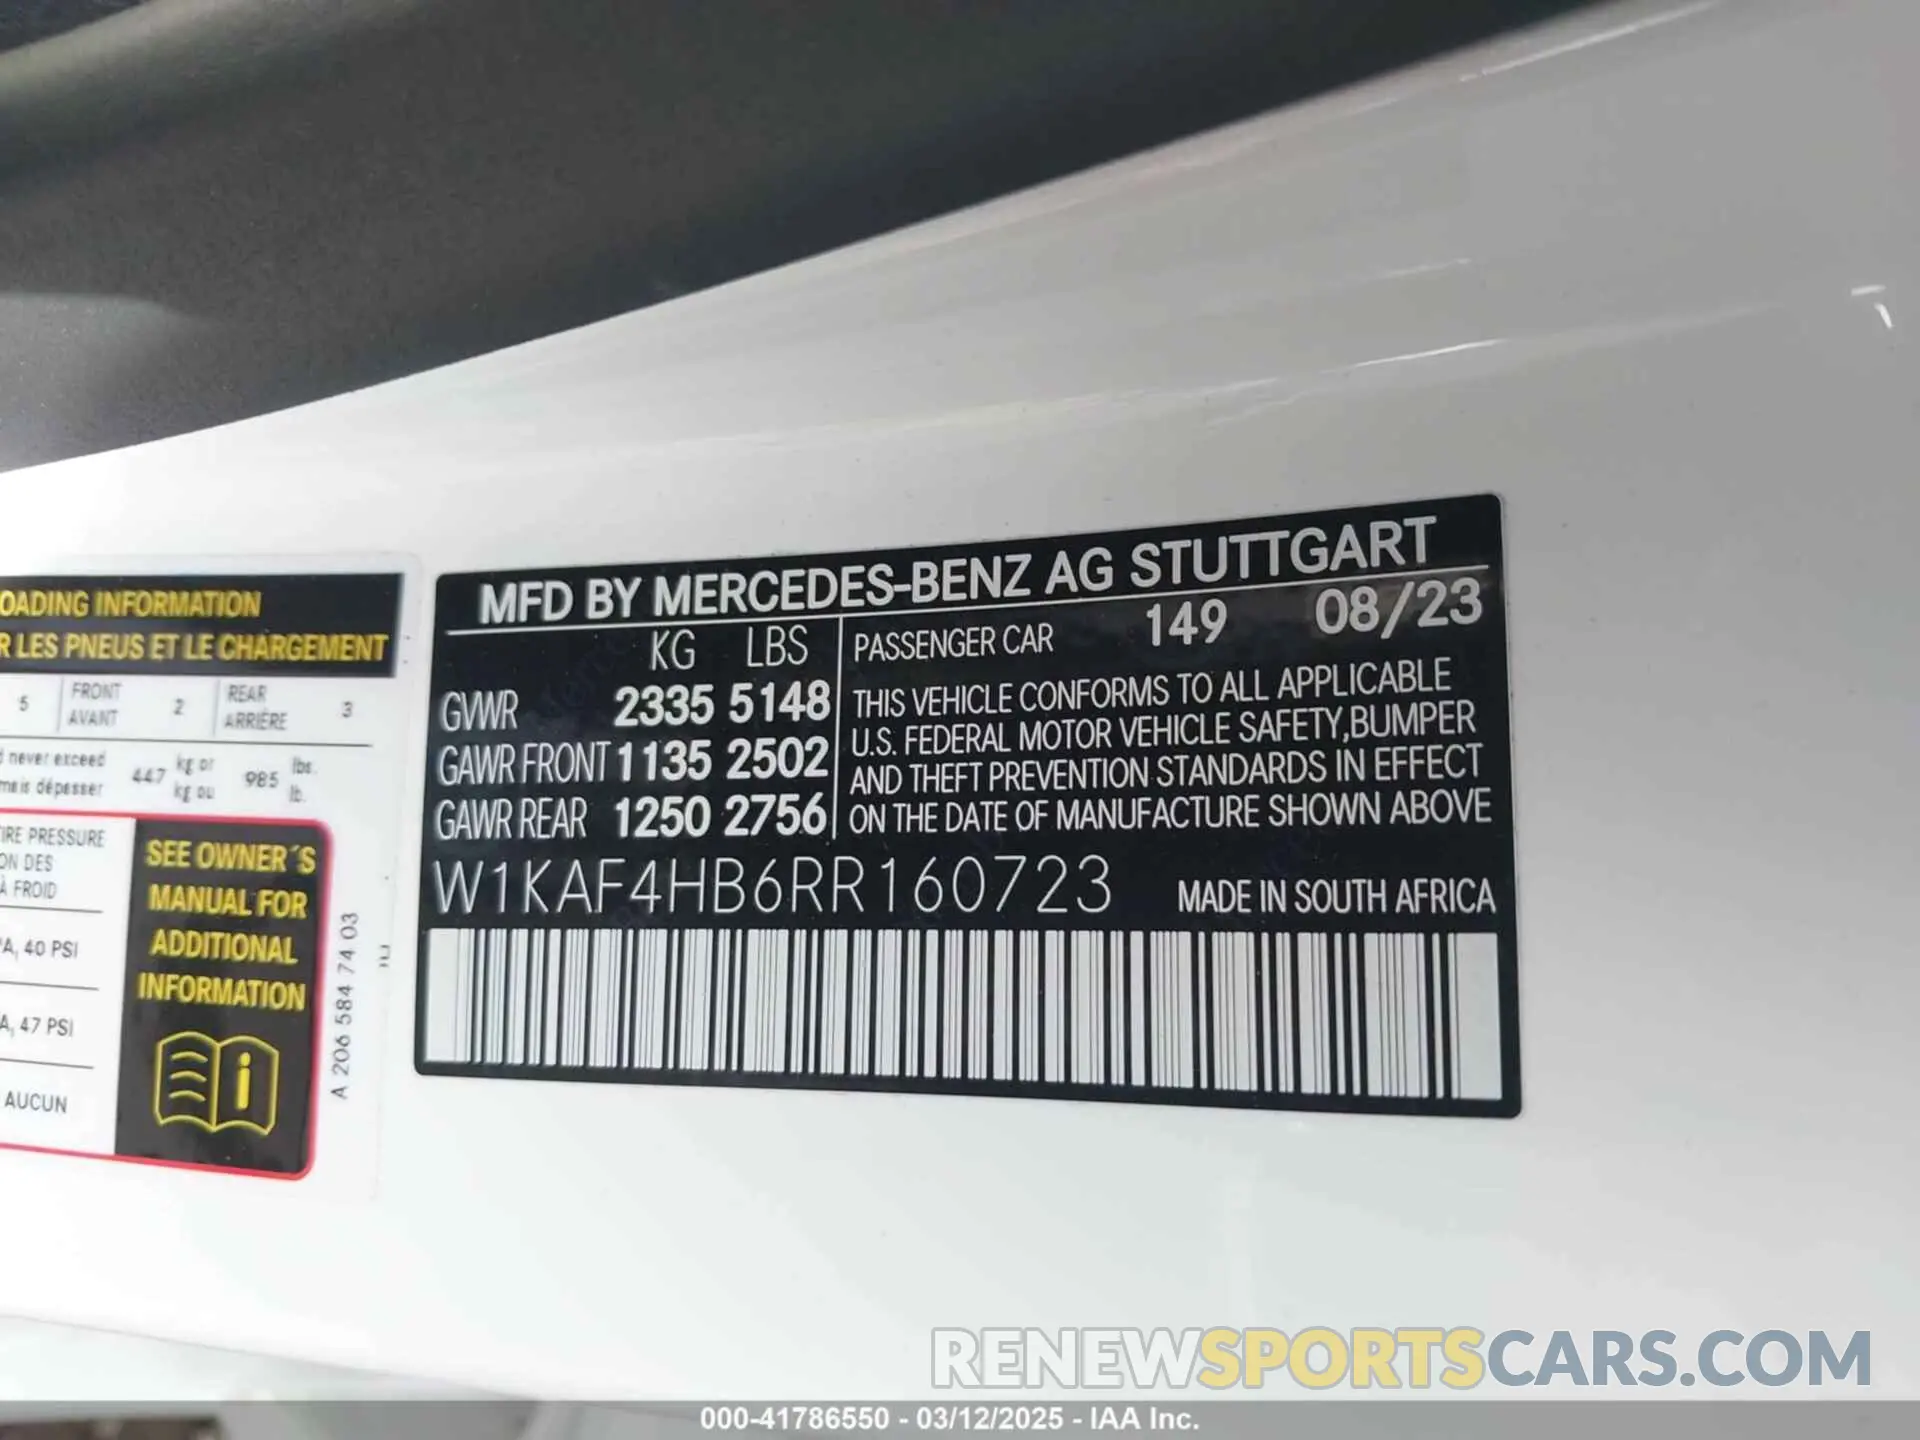 OADING INFORMATION
R LES PNEUS ET LE CHARGEMENT
5 FRONT AVANT 2 REAR ARRIÈRE 3
never exceed 447 kg or 985 lbs.
mais dépasser kg ou lb.
IRE PRESSURE
ON DES
À FROID
A, 40 PSI
A, 47 PSI
AUCUN
SEE OWNER´S
MANUAL FOR
ADDITIONAL
INFORMATION
A 206 584 74 03
MFD BY MERCEDES-BENZ AG STUTTGART
KG LBS
GVWR 2335 5148
GAWR FRONT 1135 2502
GAWR REAR 1250 2756
PASSENGER CAR 149 08/23
THIS VEHICLE CONFORMS TO ALL APPLICABLE
U.S. FEDERAL MOTOR VEHICLE SAFETY,BUMPER
AND THEFT PREVENTION STANDARDS IN EFFECT
ON THE DATE OF MANUFACTURE SHOWN ABOVE
W1KAF4HB6RR160723 MADE IN SOUTH AFRICA
RENEWSPORTSCARS.COM
000-41786550 - 03/12/2025 - IAA Inc.